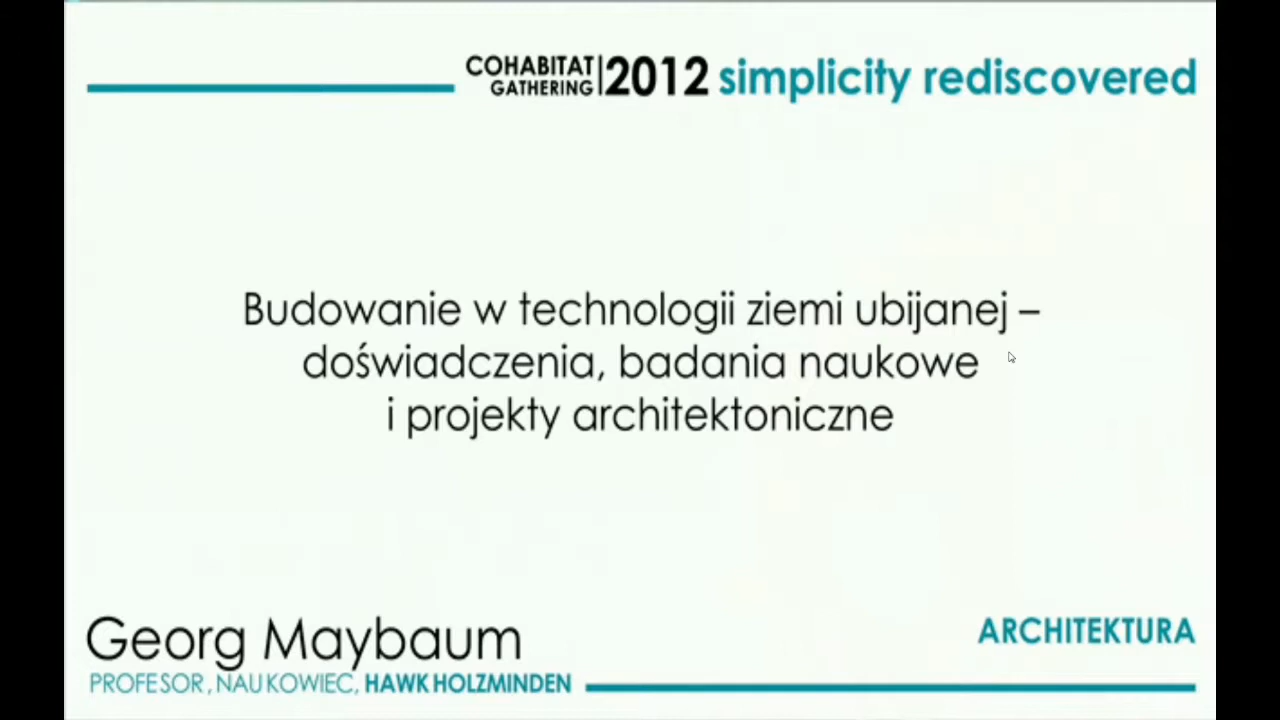 COHABITAT
GATHERING
2012 simplicity rediscovered
Budowanie w technologii ziemi ubijanej –
doświadczenia, badania naukowe
i projekty architektoniczne
Georg Maybaum
PROFESOR, NAUKOWIEC, HAWK HOLZMINDEN
ARCHITEKTURA